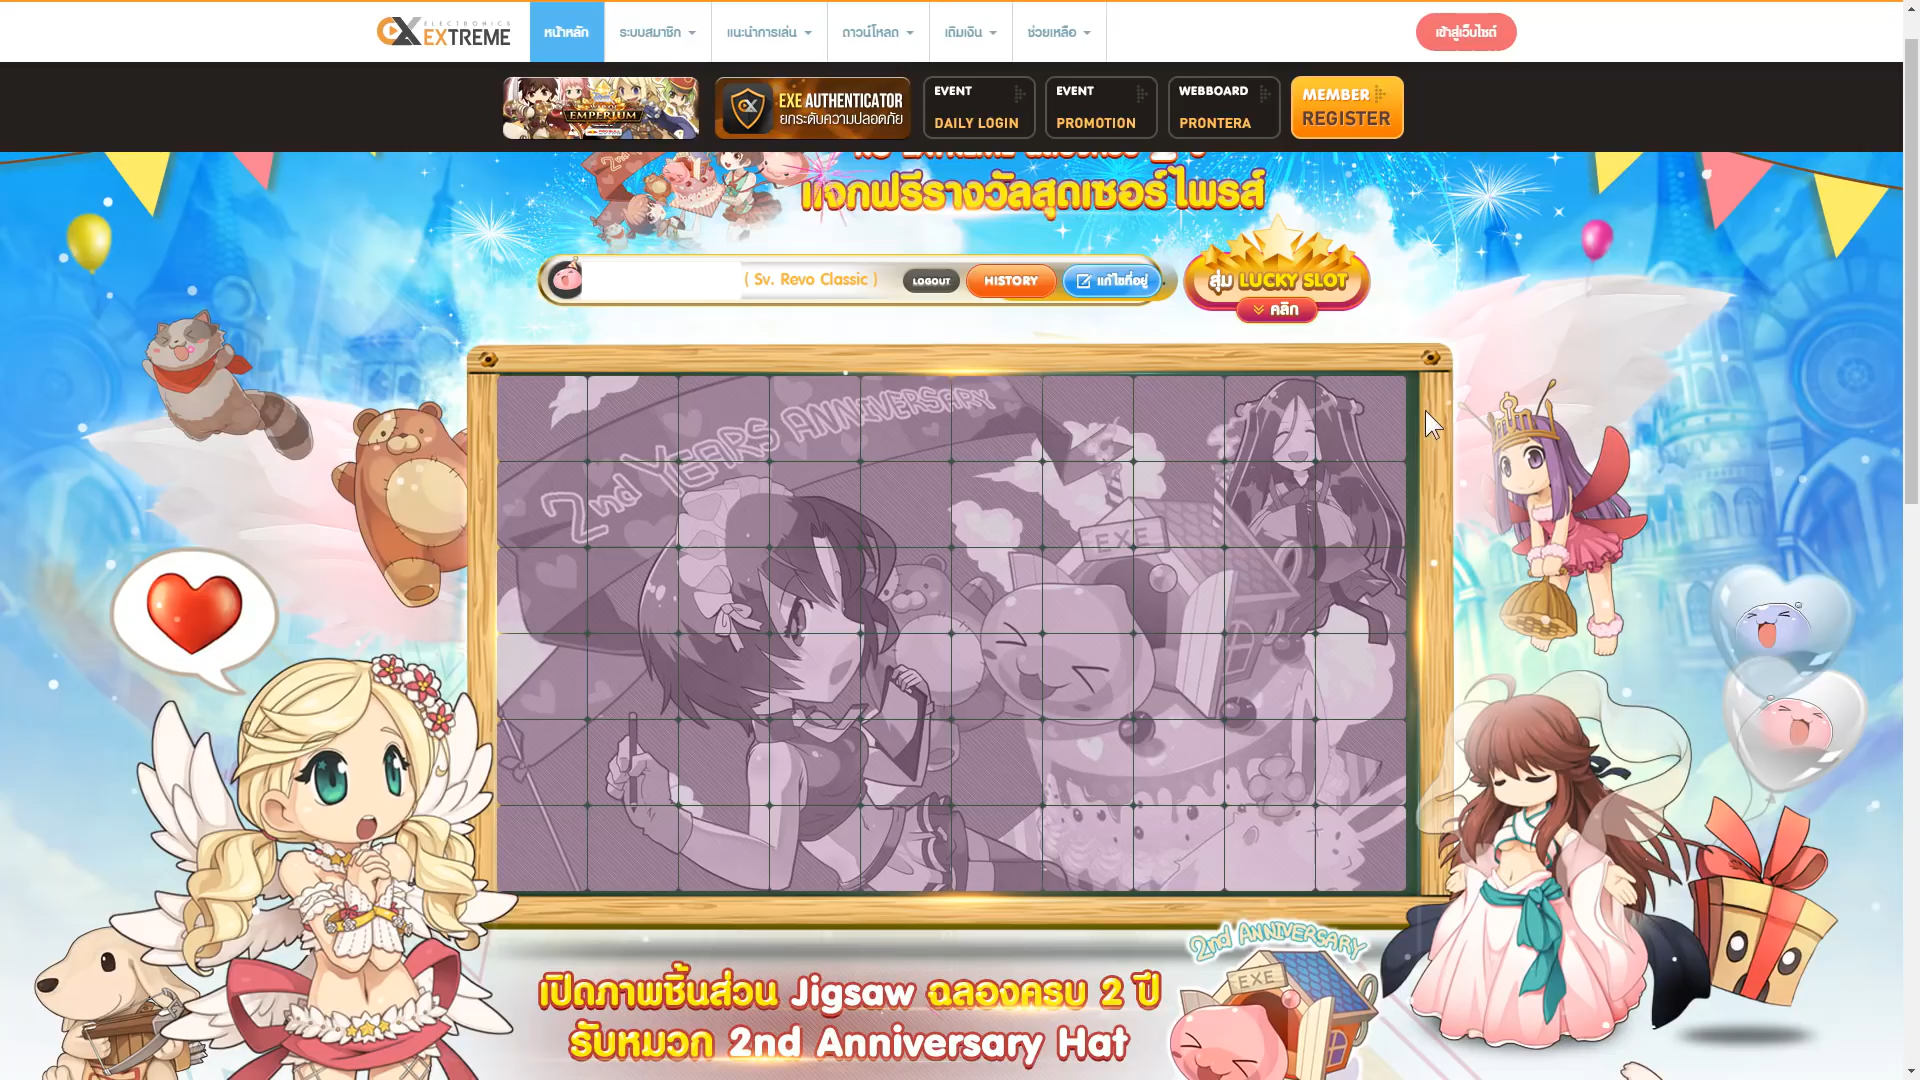 ELECTRONICS
EXTREME
หน้าหลัก
ระบบสมาชิก
แนะนำการเล่น
ดาวน์โหลด
เติมเงิน
ช่วยเหลือ
เข้าสู่เว็บไซต์
EMPERIUM
EXE AUTHENTICATOR
ยกระดับความปลอดภัย
EVENT
DAILY LOGIN
EVENT
PROMOTION
WEBBOARD
PRONTERA
MEMBER
REGISTER
แจกฟรีรางวัลสุดเซอร์ไพรส์
( Sv. Revo Classic )
LOGOUT
HISTORY
แก้ไขที่อยู่
สุ่ม LUCKY SLOT
คลิก
2nd YEARS ANNIVERSARY
EXE
2nd ANNIVERSARY
EXE
เปิดภาพชิ้นส่วน Jigsaw ฉลองครบ 2 ปี
รับหมวก 2nd Anniversary Hat